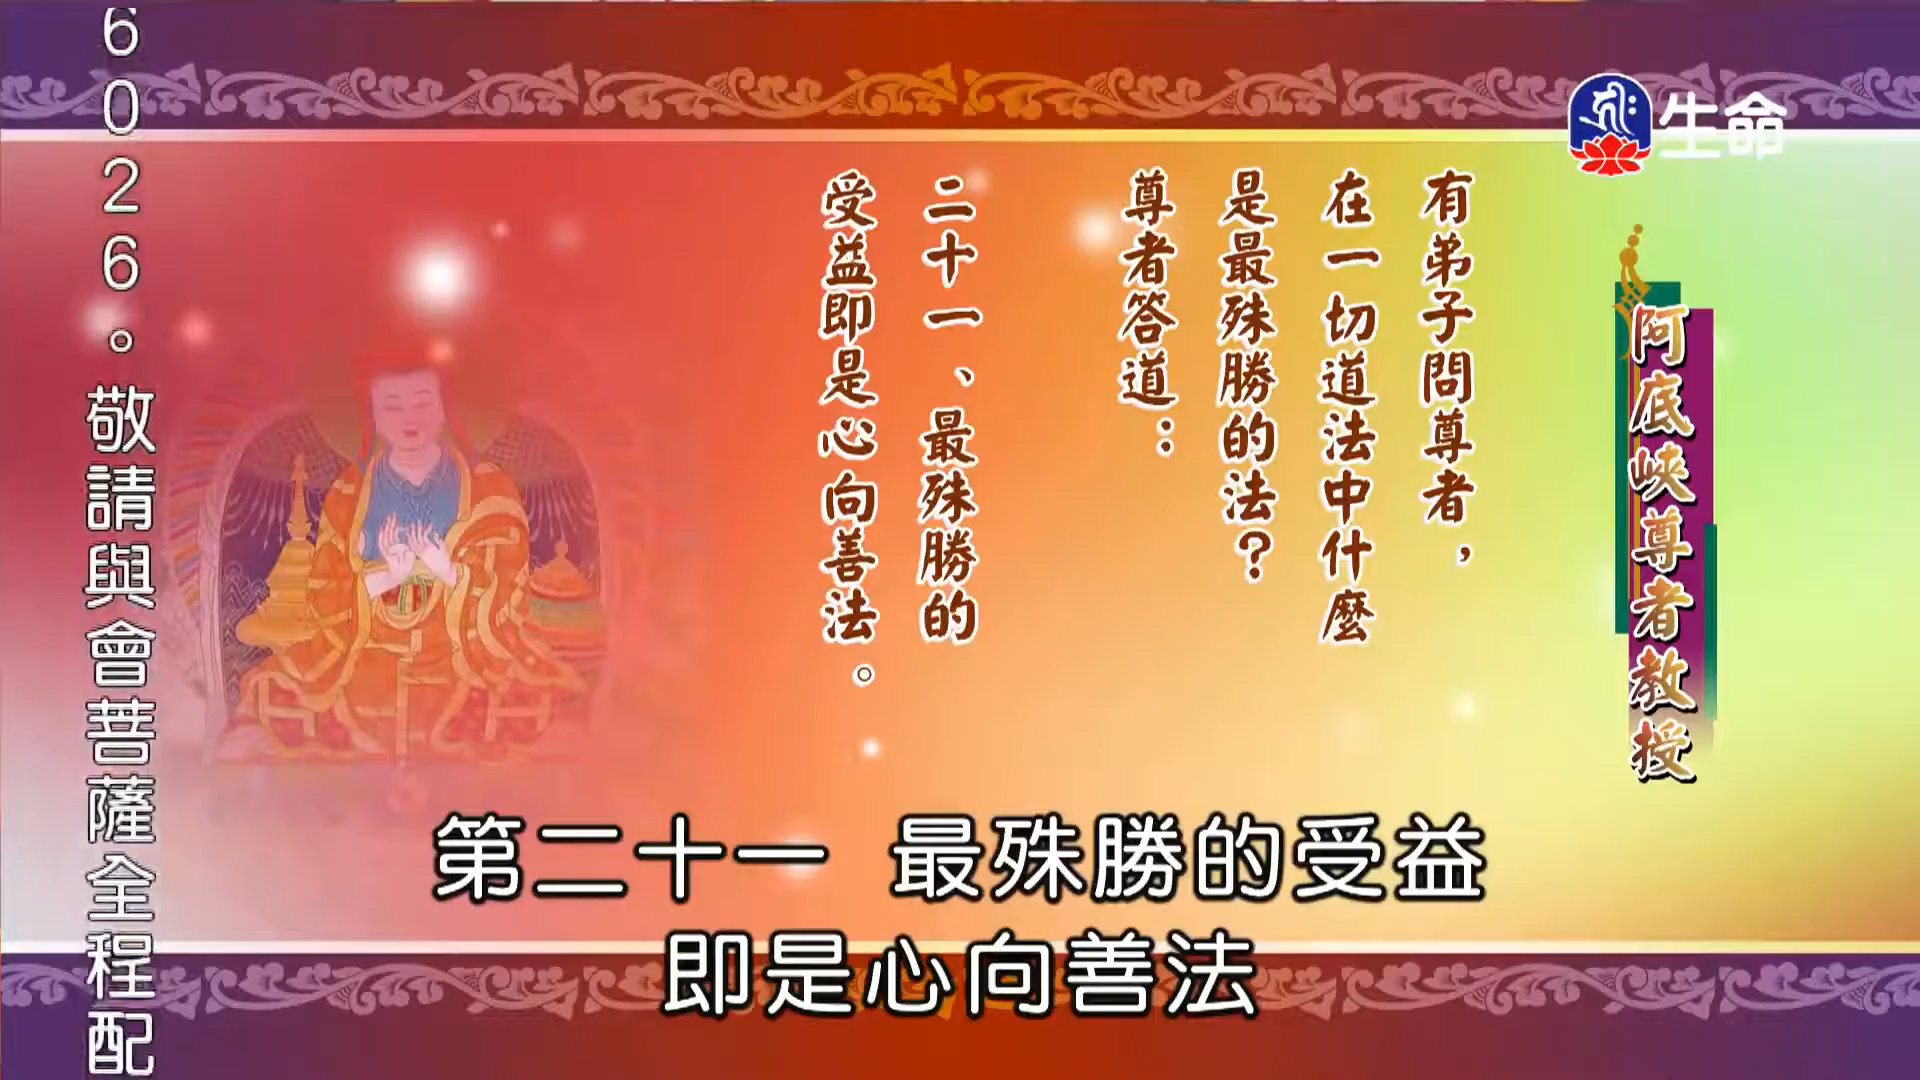 生命
阿底峽尊者教授
有弟子問尊者，
在一切道法中什麼
是最殊勝的法？
尊者答道：
二十一、最殊勝的
受益即是心向善法。
6026。敬請與會菩薩全程配
第二十一 最殊勝的受益
即是心向善法